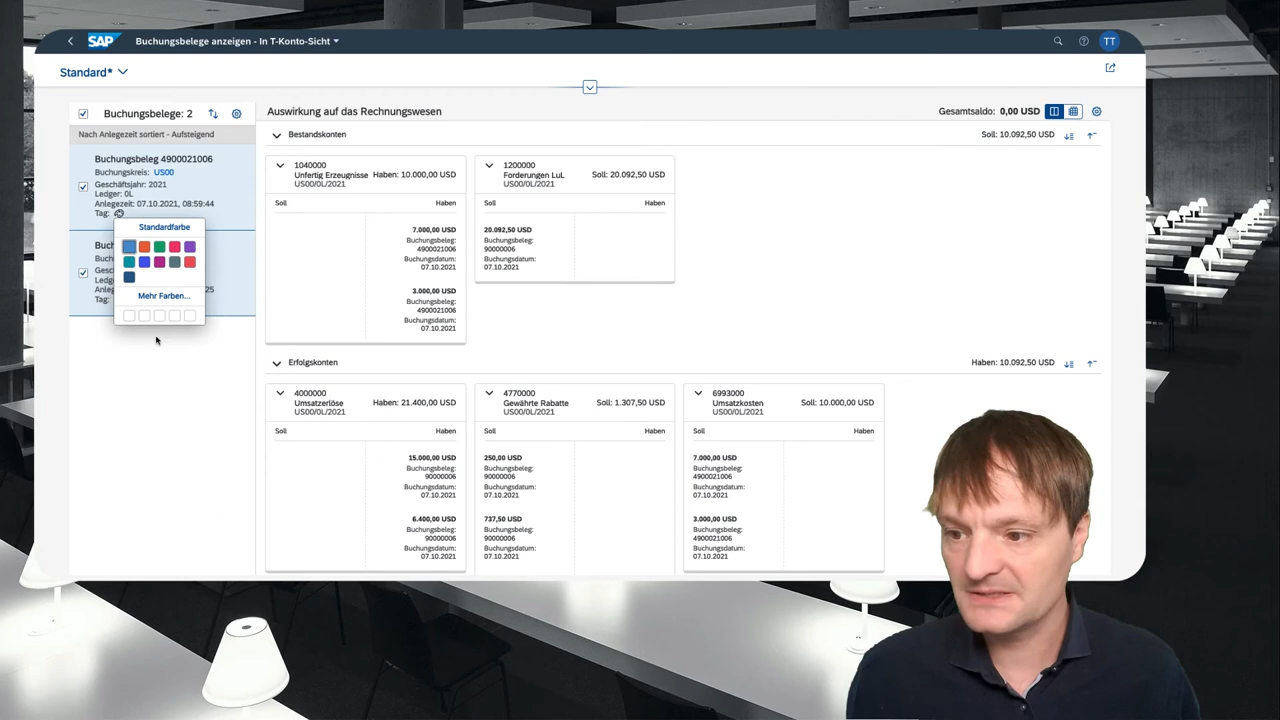 SAP Buchungsbelege anzeigen - In T-Konto-Sicht TT
Standard*
Buchungsbelege: 2
Nach Anlegezeit sortiert - Aufsteigend
Buchungsbeleg 4900021006
Buchungskreis: US00
Geschäftsjahr: 2021
Ledger: 0L
Anlegezeit: 07.10.2021, 08:59:44
Tag:
Standardfarbe
Mehr Farben...
Tag:
25
Auswirkung auf das Rechnungswesen
Gesamtsaldo: 0,00 USD
Bestandskonten
Soll: 10.092,50 USD
1040000
Unfertig Erzeugnisse Haben: 10.000,00 USD
US00/0L/2021
Soll Haben
7.000,00 USD
Buchungsbeleg:
4900021006
Buchungsdatum:
07.10.2021
3.000,00 USD
Buchungsbeleg:
4900021006
Buchungsdatum:
07.10.2021
1200000
Forderungen LuL Soll: 20.092,50 USD
US00/0L/2021
Soll Haben
20.092,50 USD
Buchungsbeleg:
90000006
Buchungsdatum:
07.10.2021
Erfolgskonten
Haben: 10.092,50 USD
4000000
Umsatzerlöse Haben: 21.400,00 USD
US00/0L/2021
Soll Haben
15.000,00 USD
Buchungsbeleg:
90000006
Buchungsdatum:
07.10.2021
6.400,00 USD
Buchungsbeleg:
90000006
Buchungsdatum:
07.10.2021
4770000
Gewährte Rabatte Soll: 1.307,50 USD
US00/0L/2021
Soll Haben
250,00 USD
Buchungsbeleg:
90000006
Buchungsdatum:
07.10.2021
737,50 USD
Buchungsbeleg:
90000006
Buchungsdatum:
07.10.2021
6993000
Umsatzkosten Soll: 10.000,00 USD
US00/0L/2021
Soll Haben
7.000,00 USD
Buchungsbeleg:
4900021006
Buchungsdatum:
07.10.2021
3.000,00 USD
Buchungsbeleg:
4900021006
Buchungsdatum:
07.10.2021